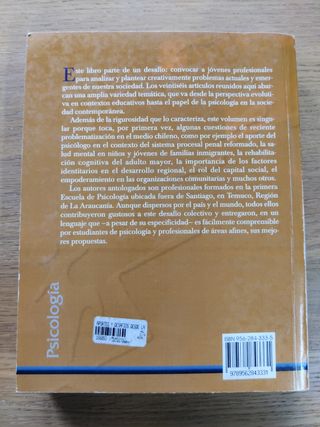 Este libro parte de un desafío: convocar a jóvenes profesionales
para analizar y plantear creativamente problemas actuales y emer-
gentes de nuestra sociedad. Los veintiséis artículos reunidos aquí abar-
can una amplia variedad temática, que va desde la perspectiva evoluti-
va en contextos educativos hasta el papel de la psicología en la socie-
dad contemporánea.
Además de la rigurosidad que lo caracteriza, este volumen es singu-
lar porque toca, por primera vez, algunas cuestiones de reciente
problematización en el medio chileno, como por ejemplo el aporte del
psicólogo en el contexto del sistema procesal penal reformado, la sa-
lud mental en niños y jóvenes de familias inmigrantes, la rehabilita-
ción cognitiva del adulto mayor, la importancia de los factores
identitarios en el desarrollo regional, el rol del capital social, el
empoderamiento en las organizaciones comunitarias y muchos otros.
Los autores antologados son profesionales formados en la primera
Escuela de Psicología ubicada fuera de Santiago, en Temuco, Región
de La Araucanía. Aunque dispersos por el país y el mundo, todos ellos
contribuyeron gustosos a este desafío colectivo y entregaron, en un
lenguaje que –a pesar de su especificidad– es fácilmente comprensible
por estudiantes de psicología y profesionales de áreas afines, sus me-
jores propuestas.
Psicología
APORTES Y DESAFIOS DESDE LA
ISBN 956-284-333-5
9789562843331